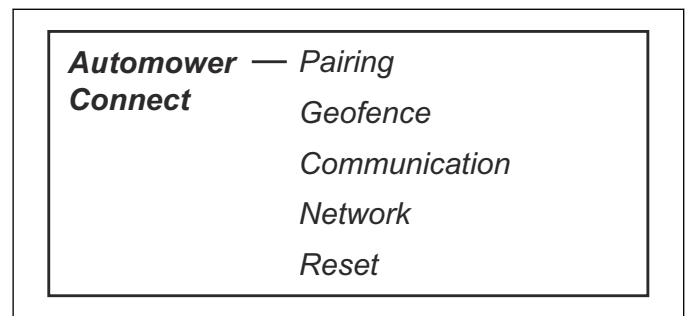 Automower — Pairing
Connect
Geofence
Communication
Network
Reset